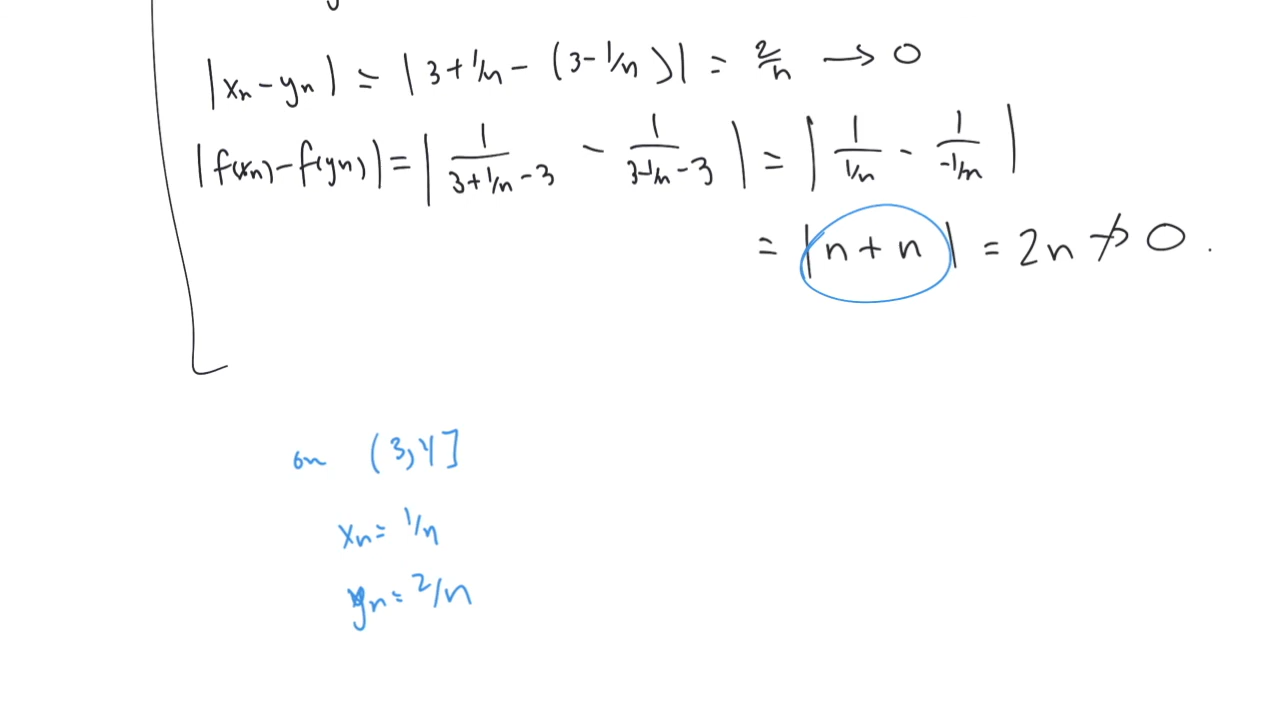 |xn - yn| = |3 + 1/n - (3 - 1/n)| = 2/n → 0
|f(xn) - f(yn)| = | 1/(3 + 1/n - 3) - 1/(3 - 1/n - 3) | = | 1/(1/n) - 1/(-1/n) |
= |n + n| = 2n ↛ 0 .
on (3,4]
xn = 1/n
yn = 2/n